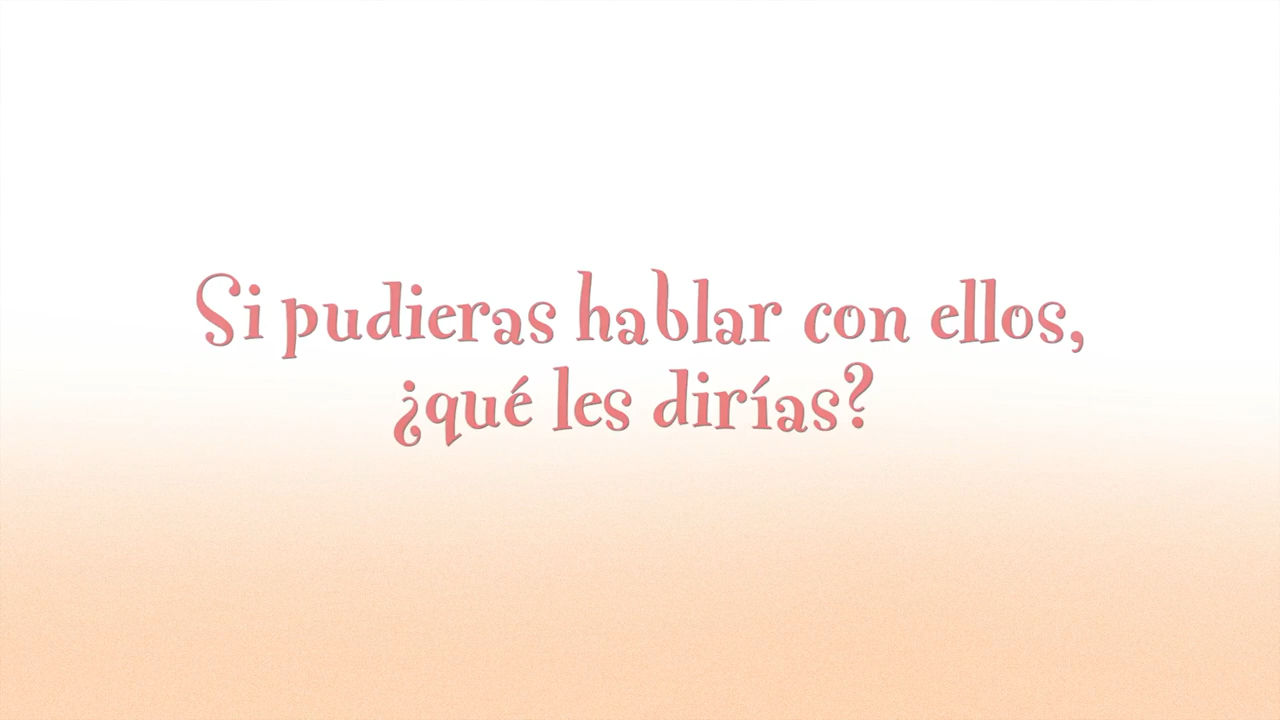 Si pudieras hablar con ellos,
¿qué les dirías?